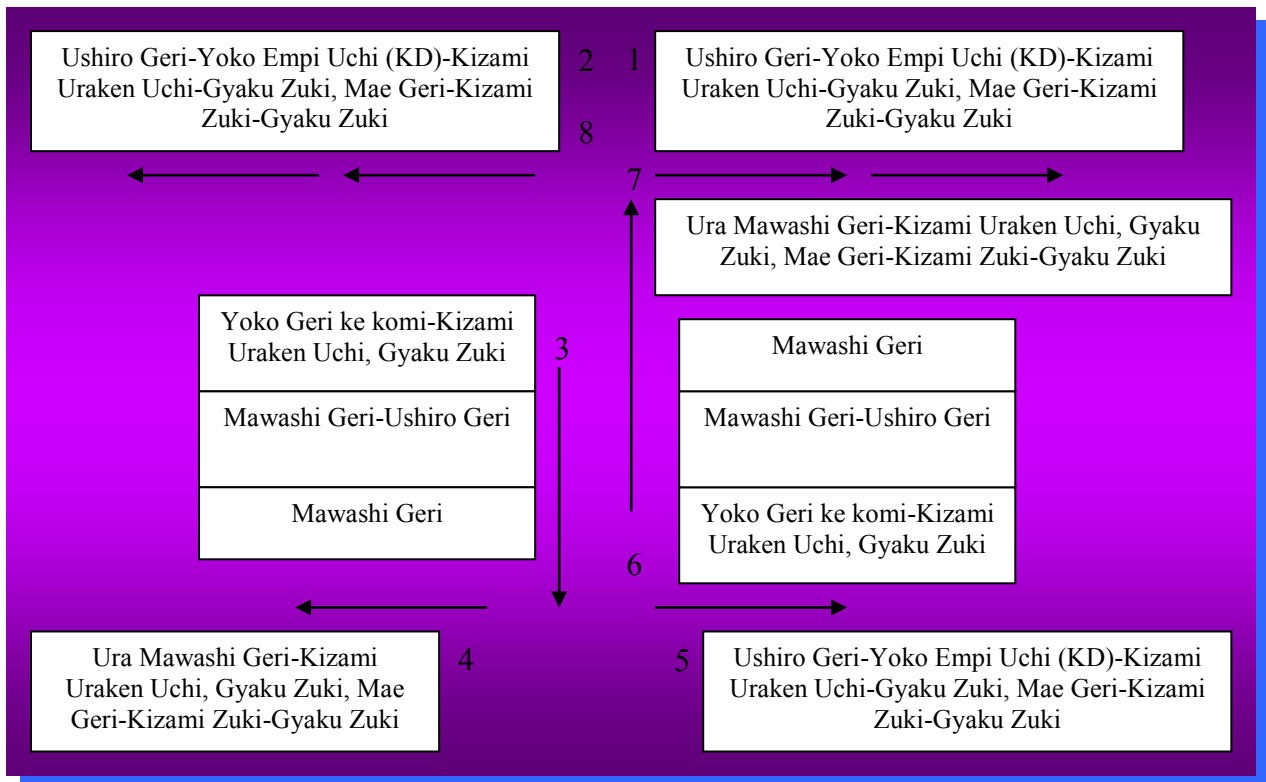 Ushiro Geri-Yoko Empi Uchi (KD)-Kizami
Uraken Uchi-Gyaku Zuki, Mae Geri-Kizami
Zuki-Gyaku Zuki
2
1
Ushiro Geri-Yoko Empi Uchi (KD)-Kizami
Uraken Uchi-Gyaku Zuki, Mae Geri-Kizami
Zuki-Gyaku Zuki
8
7
Ura Mawashi Geri-Kizami Uraken Uchi, Gyaku
Zuki, Mae Geri-Kizami Zuki-Gyaku Zuki
Yoko Geri ke komi-Kizami
Uraken Uchi, Gyaku Zuki
Mawashi Geri-Ushiro Geri
Mawashi Geri
3
Mawashi Geri
Mawashi Geri-Ushiro Geri
Yoko Geri ke komi-Kizami
Uraken Uchi, Gyaku Zuki
6
Ura Mawashi Geri-Kizami
Uraken Uchi, Gyaku Zuki, Mae
Geri-Kizami Zuki-Gyaku Zuki
4
5
Ushiro Geri-Yoko Empi Uchi (KD)-Kizami
Uraken Uchi-Gyaku Zuki, Mae Geri-Kizami
Zuki-Gyaku Zuki